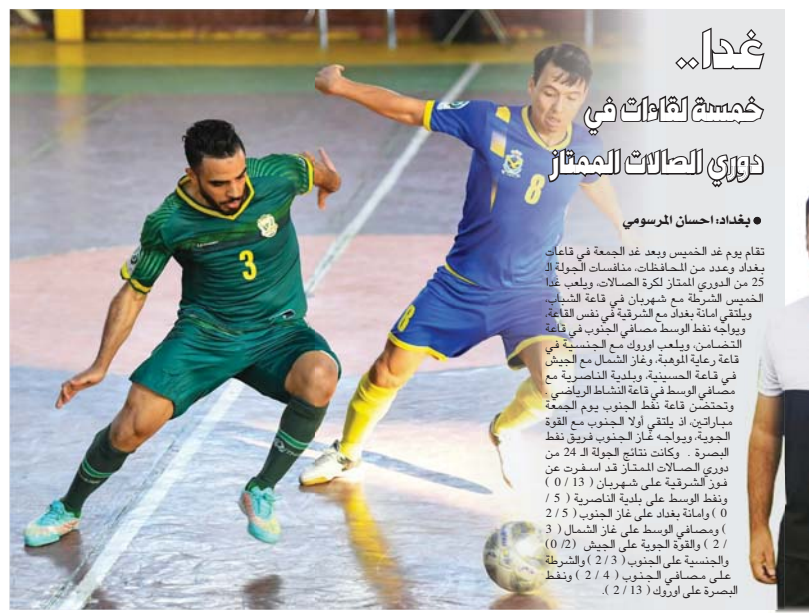 غدا..
خمسة لقاءات في
دوري الصالات الممتاز
● بغداد: احسان المرسومي
تقام يوم غد الخميس وبعد غد الجمعة في قاعات
بغداد وعدد من المحافظات، منافسات الجولة الـ
25 من الدوري الممتاز لكرة الصالات، ويلعب غدا
الخميس الشرطة مع شهربان في قاعة الشباب،
ويلتقي امانة بغداد مع الشرقية في نفس القاعة،
ويواجه نفط الوسط مصافي الجنوب في قاعة
التضامن، ويلعب اوروك مع الجنسية في
قاعة رعاية الموهبة، وغاز الشمال مع الجيش
في قاعة الحسينية، وبلدية الناصرية مع
مصافي الوسط في قاعة النشاط الرياضي .
وتحتضن قاعة نفط الجنوب يوم الجمعة
مباراتين، اذ يلتقي أولا الجنوب مع القوة
الجوية، ويواجه غاز الجنوب فريق نفط
البصرة . وكانت نتائج الجولة الـ 24 من
دوري الصالات الممتاز قد اسفرت عن
فوز الشرقية على شهربان ( 13 / 0 )
ونفط الوسط على بلدية الناصرية ( 5 /
0 ) وامانة بغداد على غاز الجنوب ( 5 / 2
) ومصافي الوسط على غاز الشمال ( 3
/ 2 ) والقوة الجوية على الجيش (2/ 0)
والجنسية على الجنوب ( 3 / 2 ) والشرطة
على مصافي الجنوب ( 4 / 2 ) ونفط
البصرة على اوروك ( 13 / 2 ).
3
8
8